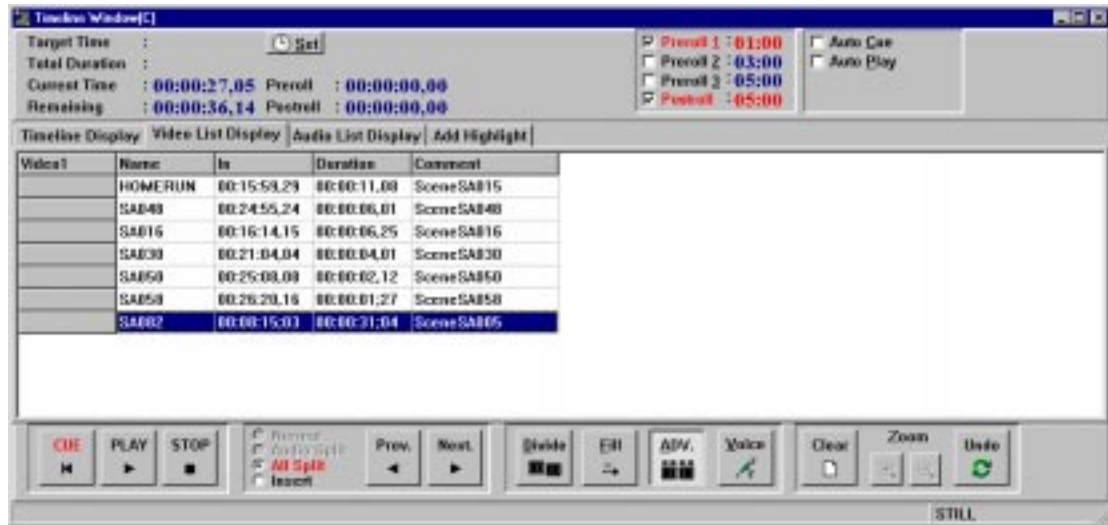 Timeline Window[C]
Target Time :
Set
Total Duration :
Current Time : 00:00:27,05 Preroll : 00:00:00,00
Remaining : 00:00:36,14 Postroll : 00:00:00,00
Preroll 1 : 01:00
Preroll 2 : 03:00
Preroll 3 : 05:00
Postroll : 05:00
Auto Cue
Auto Play
Timeline Display Video List Display Audio List Display Add Highlight
Video1 Name In Duration Comment
HOMERUN 00:15:59,29 00:00:11,08 SceneSA015
SA048 00:24:55,24 00:00:06,01 SceneSA048
SA016 00:16:14,15 00:00:06,25 SceneSA016
SA030 00:21:04,04 00:00:04,01 SceneSA030
SA050 00:25:08,08 00:00:02,12 SceneSA050
SA058 00:26:20,16 00:00:01;27 SceneSA058
SA002 00:08:15;03 00:00:31;04 SceneSA005
CUE PLAY STOP
Normal
Audio Split
All Split
Insert
Prev. Next.
Divide Fill ADV. Voice
Clear Zoom Undo
STILL